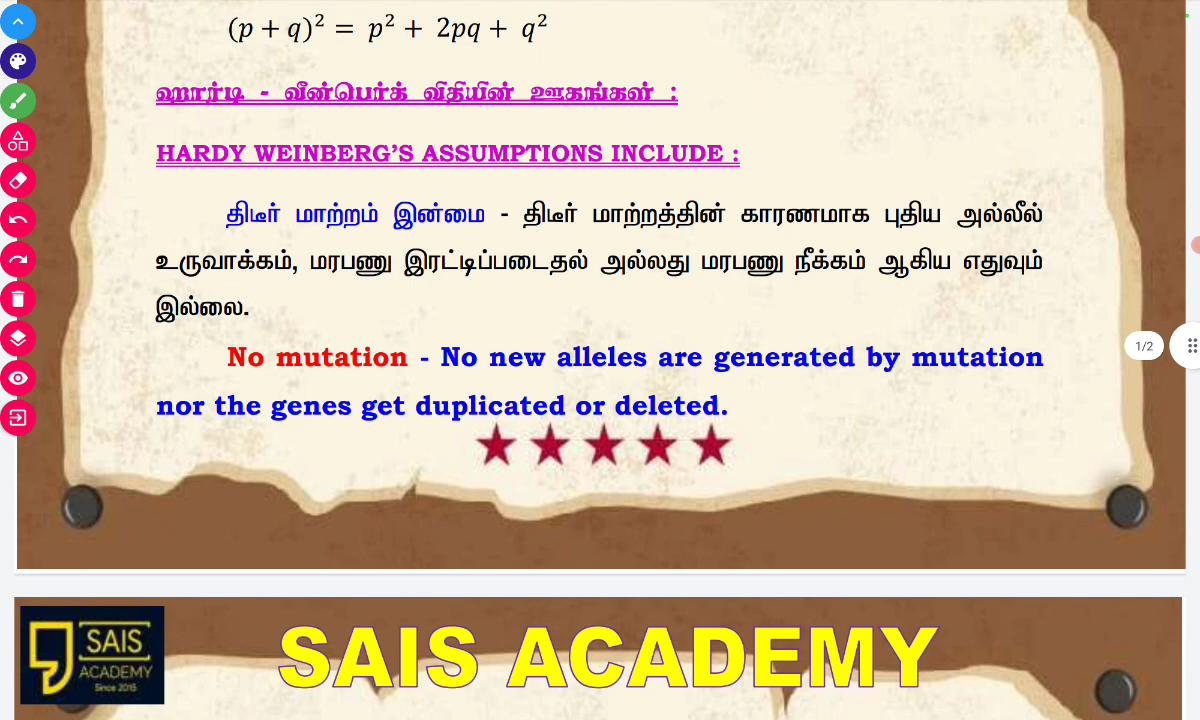 (p + q)² = p² + 2pq + q²
ஹார்டி - வீன்பெர்க் விதியின் ஊகங்கள் :
HARDY WEINBERG’S ASSUMPTIONS INCLUDE :
திடீர் மாற்றம் இன்மை - திடீர் மாற்றத்தின் காரணமாக புதிய அல்லீல்
உருவாக்கம், மரபணு இரட்டிப்படைதல் அல்லது மரபணு நீக்கம் ஆகிய எதுவும்
இல்லை.
No mutation - No new alleles are generated by mutation
nor the genes get duplicated or deleted.
1/2
SAIS
ACADEMY
Since 2015
SAIS ACADEMY